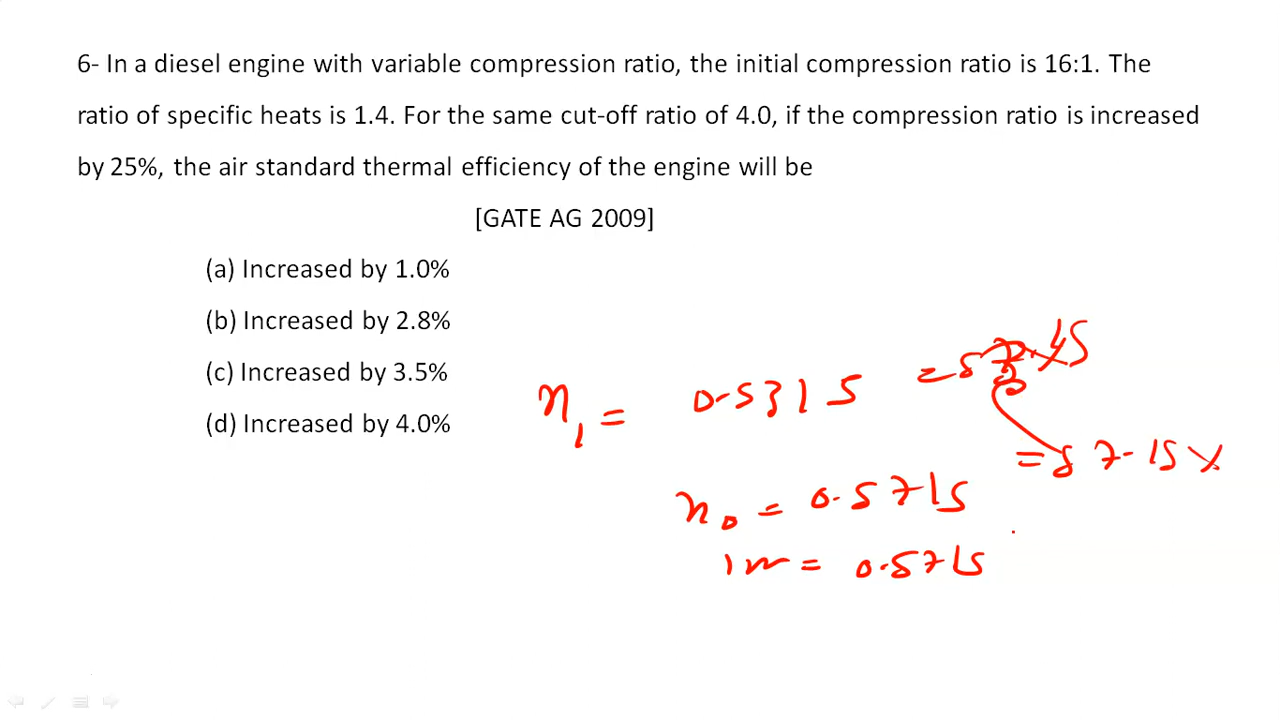 6- In a diesel engine with variable compression ratio, the initial compression ratio is 16:1. The
ratio of specific heats is 1.4. For the same cut-off ratio of 4.0, if the compression ratio is increased
by 25%, the air standard thermal efficiency of the engine will be
[GATE AG 2009]
(a) Increased by 1.0%
(b) Increased by 2.8%
(c) Increased by 3.5%
(d) Increased by 4.0%
η1 = 0.5315
= 57.15 %
η0 = 0.5715
= 0.5715